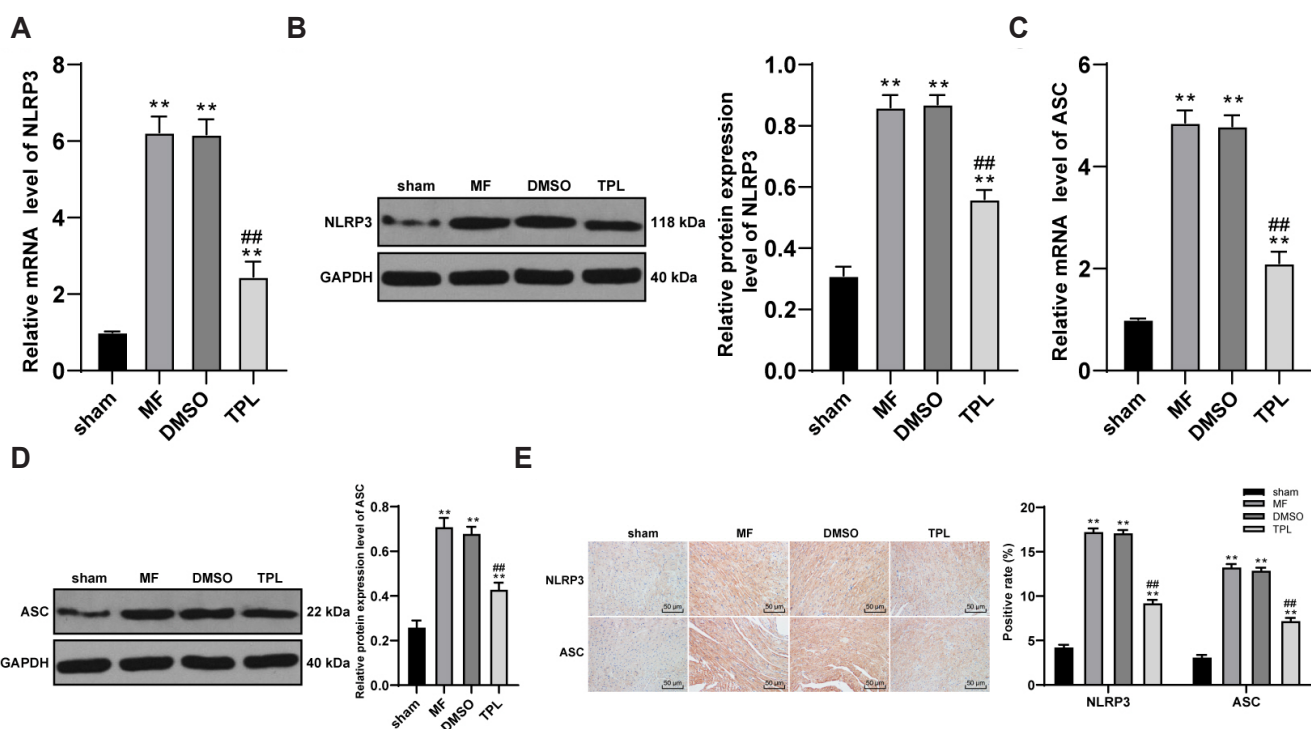 A
B
C
Relative mRNA level of NLRP3
8
6
4
2
0
**
**
##
**
sham
MF
DMSO
TPL
sham MF DMSO TPL
NLRP3
118 kDa
GAPDH
40 kDa
Relative protein expression
level of NLRP3
1.0
0.8
0.6
0.4
0.2
0.0
**
**
##
**
sham
MF
DMSO
TPL
Relative mRNA level of ASC
6
4
2
0
**
**
##
**
sham
MF
DMSO
TPL
D
E
sham MF DMSO TPL
ASC
22 kDa
GAPDH
40 kDa
Relative protein expression level of ASC
0.8
0.6
0.4
0.2
0.0
**
**
##
**
sham
MF
DMSO
TPL
sham MF DMSO TPL
NLRP3
50 μm
50 μm
50 μm
50 μm
ASC
50 μm
50 μm
50 μm
50 μm
Positive rate (%)
20
15
10
5
0
sham
MF
DMSO
TPL
**
**
##
**
**
**
##
**
NLRP3
ASC